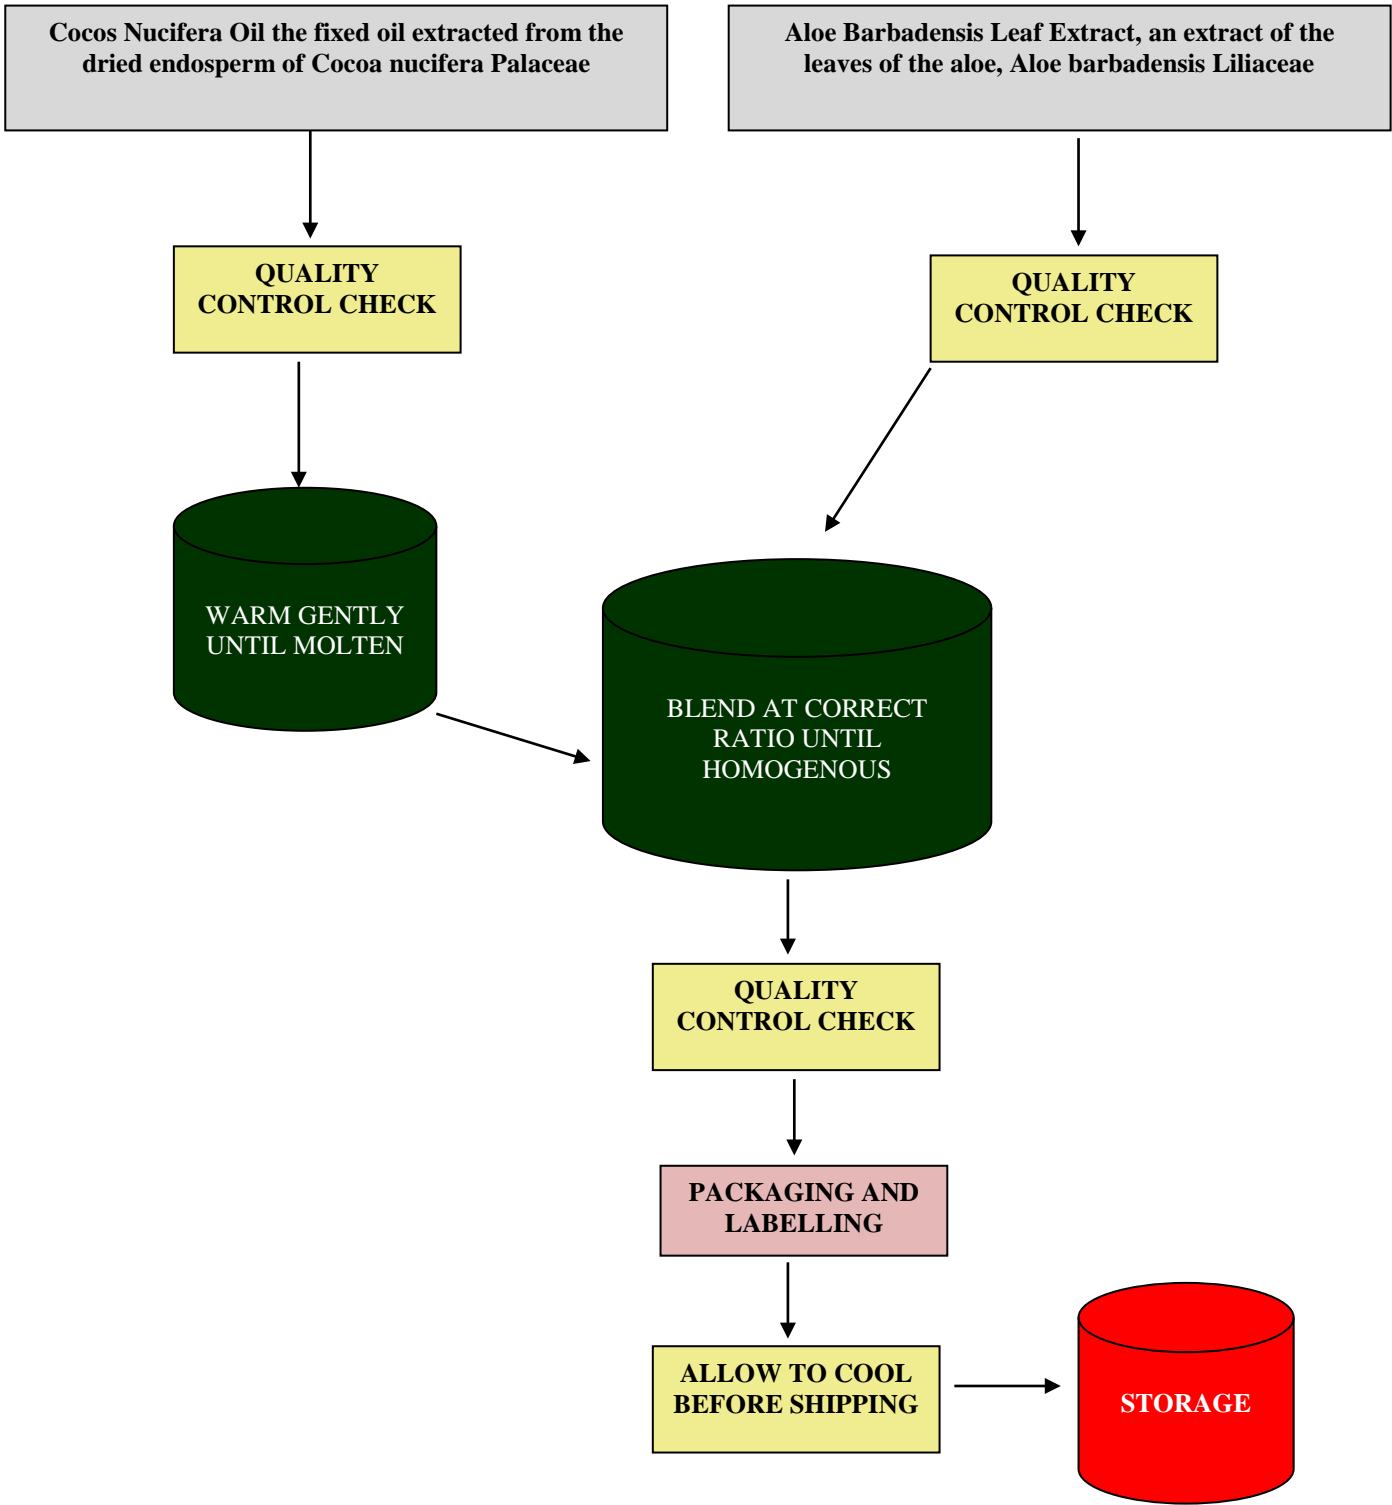 Cocos Nucifera Oil the fixed oil extracted from the
dried endosperm of Cocoa nucifera Palaceae
Aloe Barbadensis Leaf Extract, an extract of the
leaves of the aloe, Aloe barbadensis Liliaceae
QUALITY
CONTROL CHECK
QUALITY
CONTROL CHECK
WARM GENTLY
UNTIL MOLTEN
BLEND AT CORRECT
RATIO UNTIL
HOMOGENOUS
QUALITY
CONTROL CHECK
PACKAGING AND
LABELLING
ALLOW TO COOL
BEFORE SHIPPING
STORAGE